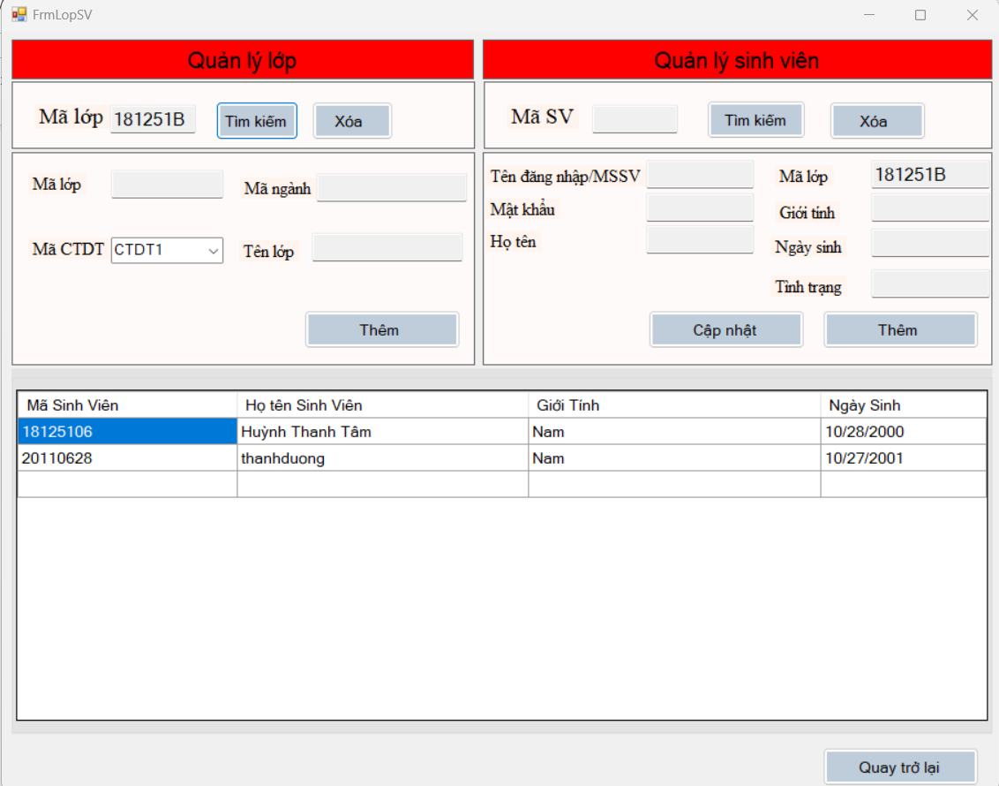 FrmLopSV
Quản lý lớp
Mã lớp 181251B Tìm kiếm Xóa
Mã lớp Mã ngành
Mã CTDT CTDT1 Tên lớp
Thêm
Quản lý sinh viên
Mã SV Tìm kiếm Xóa
Tên đăng nhập/MSSV Mã lớp 181251B
Mật khẩu Giới tính
Họ tên Ngày sinh
Tình trạng
Cập nhật Thêm
Mã Sinh Viên Họ tên Sinh Viên Giới Tính Ngày Sinh
18125106 Huỳnh Thanh Tâm Nam 10/28/2000
20110628 thanhduong Nam 10/27/2001
Quay trở lại